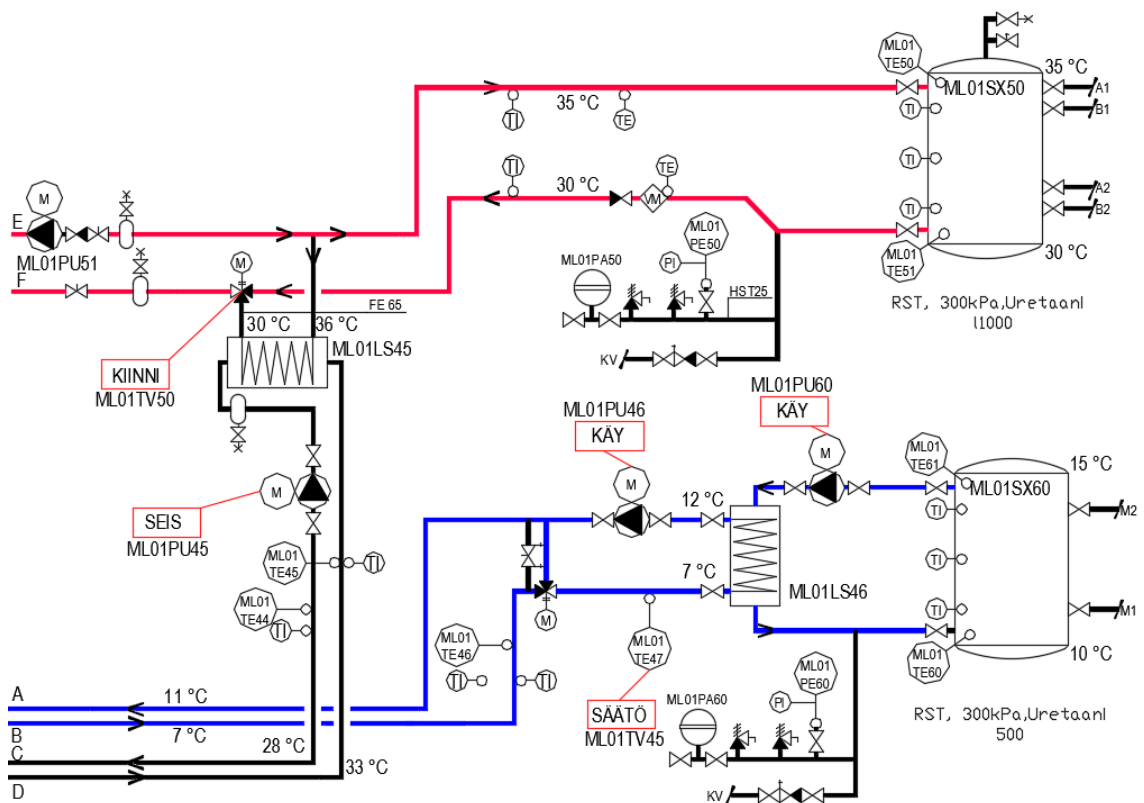 ML01
TE50
35 °C
ML01SX50
A1
TI
B1
35 °C
TI
TE
TI
TI
TE
30 °C
VM
A2
TI
B2
M
E
ML01PU51
ML01
PE50
ML01
TE51
30 °C
F
M
ML01PA50
PI
HST25
RST, 300kPa,Uretaani
l1000
FE 65
30 °C
36 °C
ML01LS45
KV
KIINNI
ML01TV50
ML01PU60
KÄY
ML01PU46
KÄY
M
ML01
TE61
15 °C
ML01SX60
M
M
12 °C
TI
M2
SEIS
ML01PU45
ML01
TE45
TI
7 °C
TI
ML01LS46
ML01
TE44
TI
M
TI
M1
ML01
TE46
ML01
TE47
ML01
TE60
10 °C
TI
TI
ML01
PE60
A
11 °C
ML01PA60
PI
SÄÄTÖ
ML01TV45
RST, 300kPa,Uretaani
500
B
7 °C
C
28 °C
33 °C
D
KV